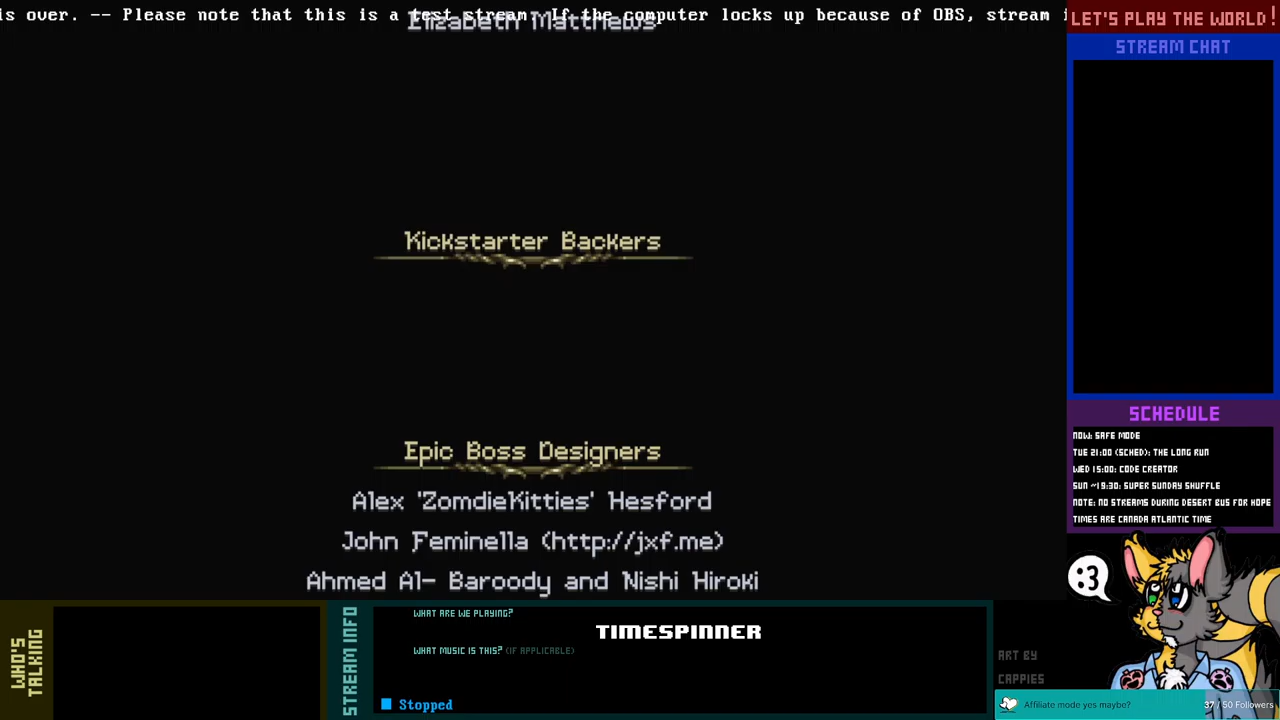 is over. -- Please note that this is a test stream. If the computer locks up because of OBS, stream i
Elizabeth Matthews
Kickstarter Backers
Epic Boss Designers
Alex 'ZomdieKitties' Hesford
John Feminella (http://jxf.me)
Ahmed Al- Baroody and Nishi Hiroki
LET'S PLAY THE WORLD!
STREAM CHAT
SCHEDULE
NOW: SAFE MODE
TUE 21:00 (SCHED): THE LONG RUN
WED 15:00: CODE CREATOR
SUN ~19:30: SUPER SUNDAY SHUFFLE
NOTE: NO STREAMS DURING DESERT BUS FOR HOPE
TIMES ARE CANADA ATLANTIC TIME
:3
WHO'S TALKING
STREAM INFO
WHAT ARE WE PLAYING?
TIMESPINNER
WHAT MUSIC IS THIS? (IF APPLICABLE)
Stopped
ART BY
CAPPIES
Affiliate mode yes maybe?
37 / 50 Followers